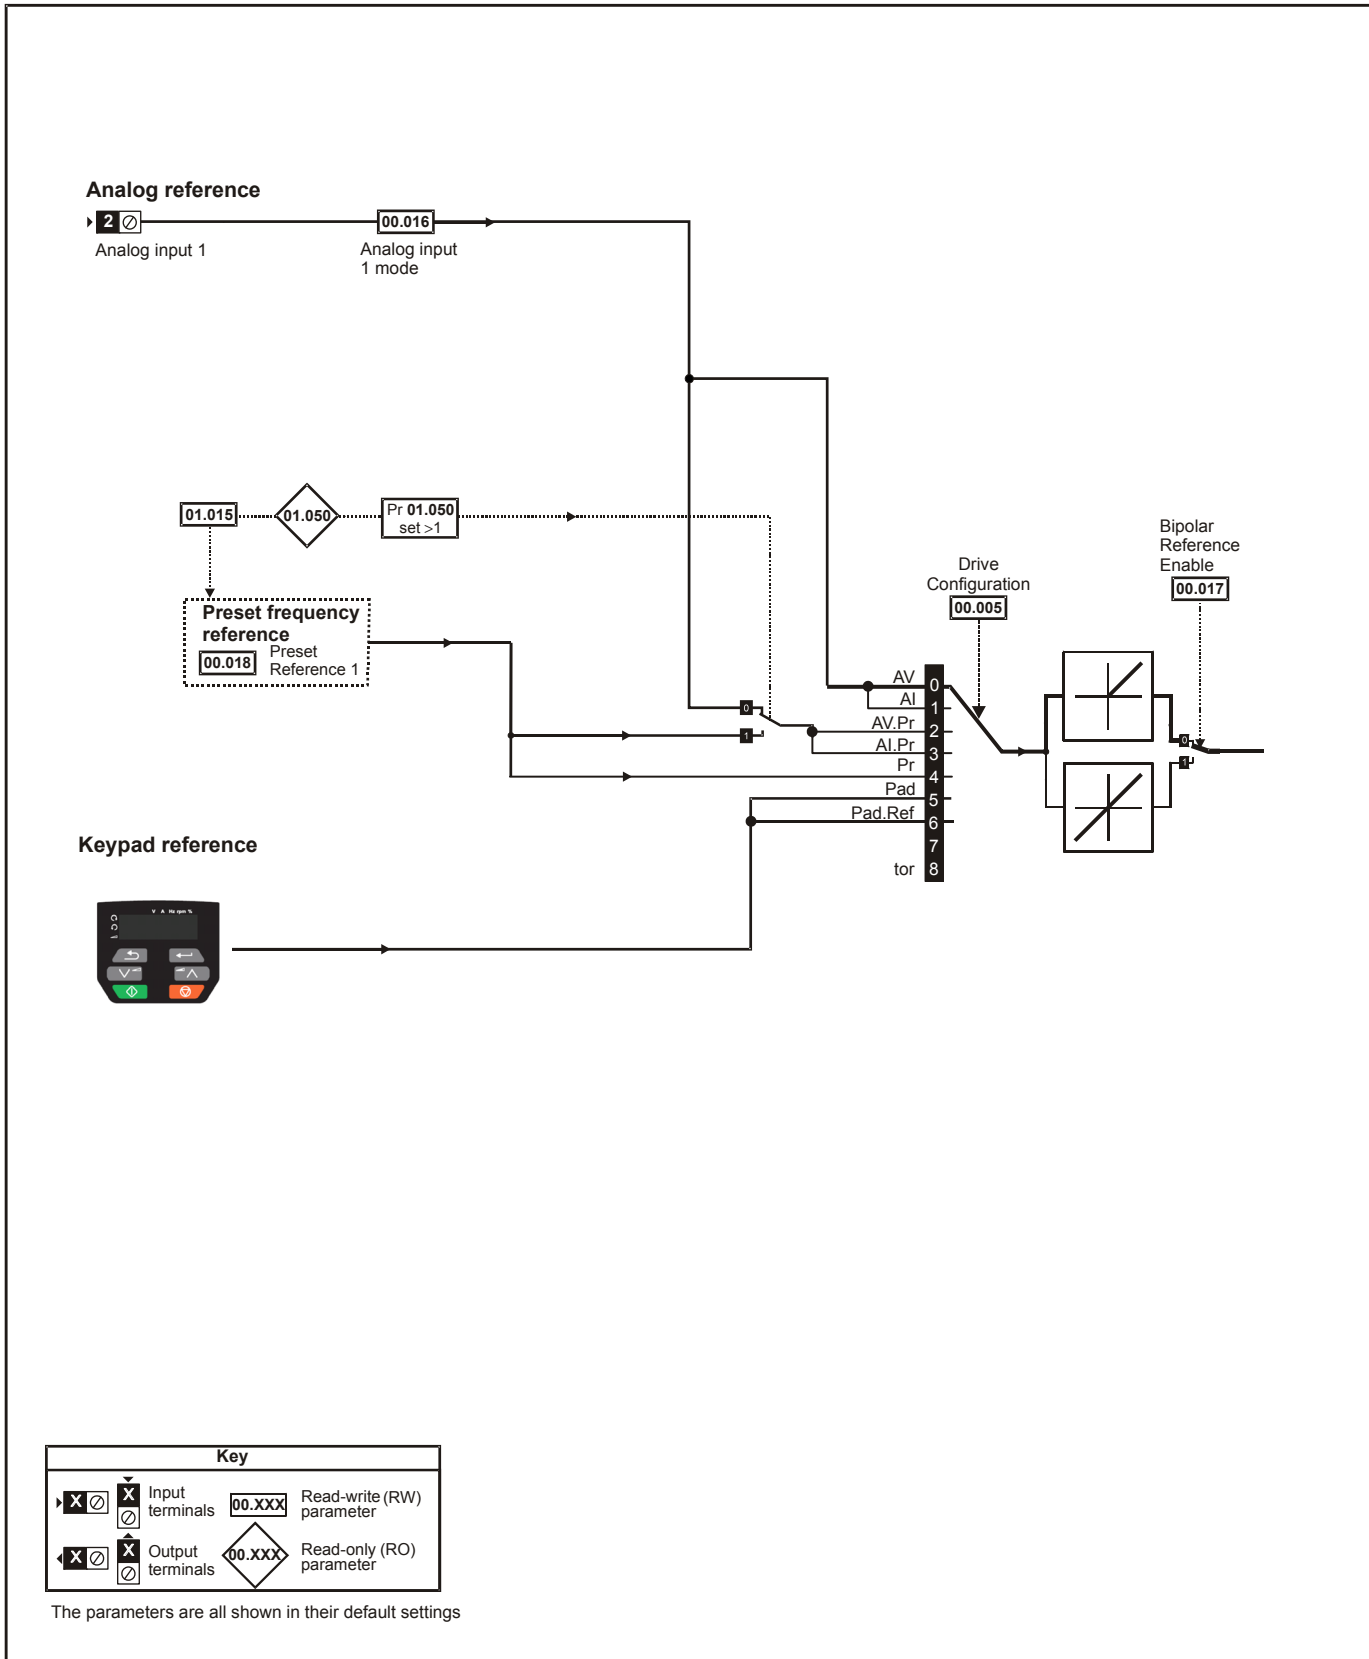 Analog reference
2
00.016
Analog input 1
Analog input
1 mode
01.015
01.050
Pr 01.050
set >1
Preset frequency
reference
00.018
Preset
Reference 1
Bipolar
Reference
Enable
00.017
Drive
Configuration
00.005
AV 0
AI 1
0
AV.Pr 2
1
AI.Pr 3
Pr 4
Pad 5
Pad.Ref 6
7
tor 8
0
1
Keypad reference
V A Hz rpm %
Key
X
X
Input
terminals
00.XXX
Read-write (RW)
parameter
X
X
Output
terminals
00.XXX
Read-only (RO)
parameter
The parameters are all shown in their default settings